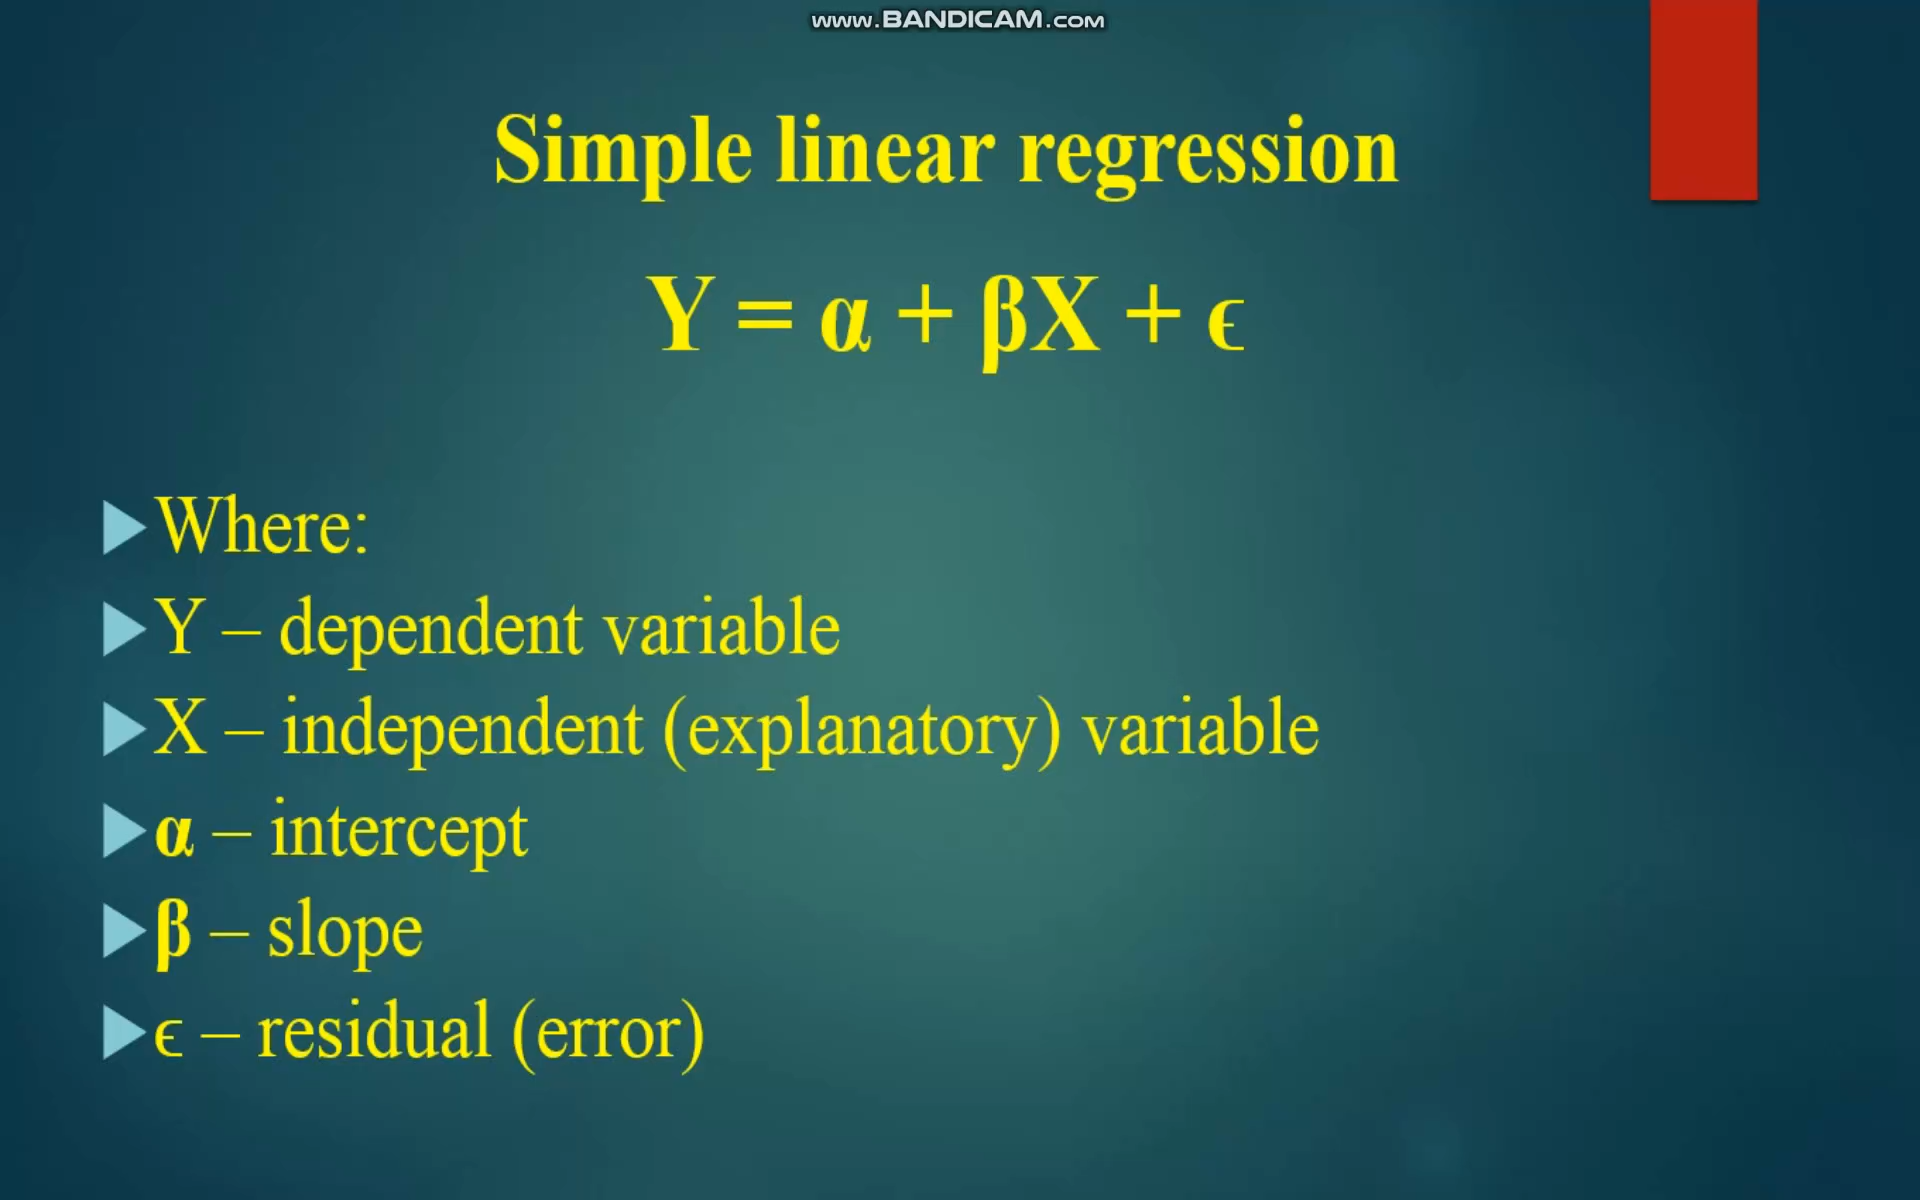 www.BANDICAM.com
Simple linear regression
Y = α + βX + ϵ
Where:
Y – dependent variable
X – independent (explanatory) variable
α – intercept
β – slope
ϵ – residual (error)